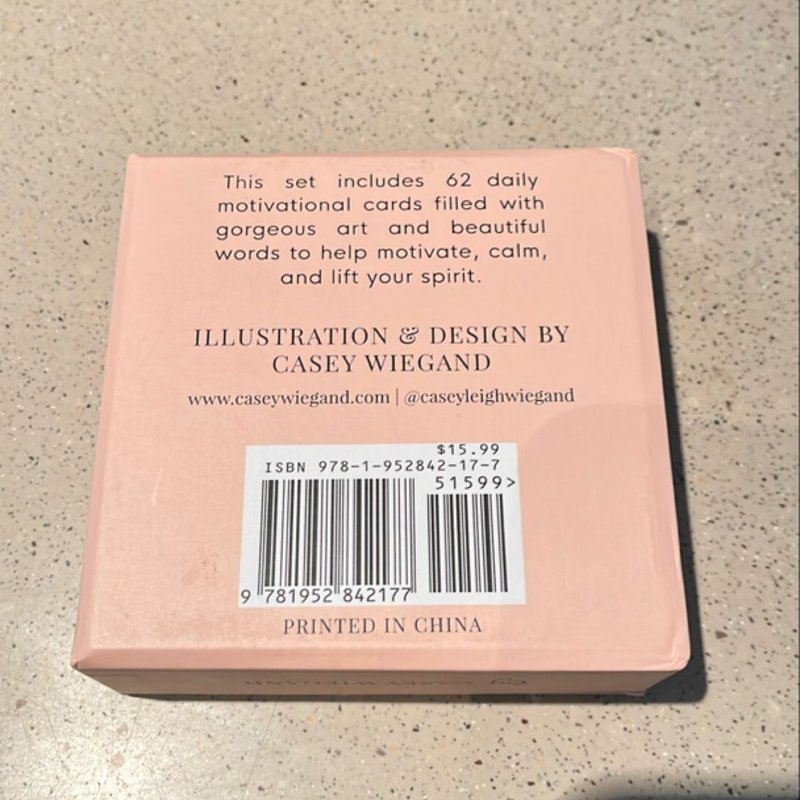 This set includes 62 daily
motivational cards filled with
gorgeous art and beautiful
words to help motivate, calm,
and lift your spirit.
ILLUSTRATION & DESIGN BY
CASEY WIEGAND
www.caseywiegand.com | @caseyleighwiegand
$15.99
ISBN 978-1-952842-17-7
51599>
9 781952 842177
PRINTED IN CHINA
CASEY WIEGAND